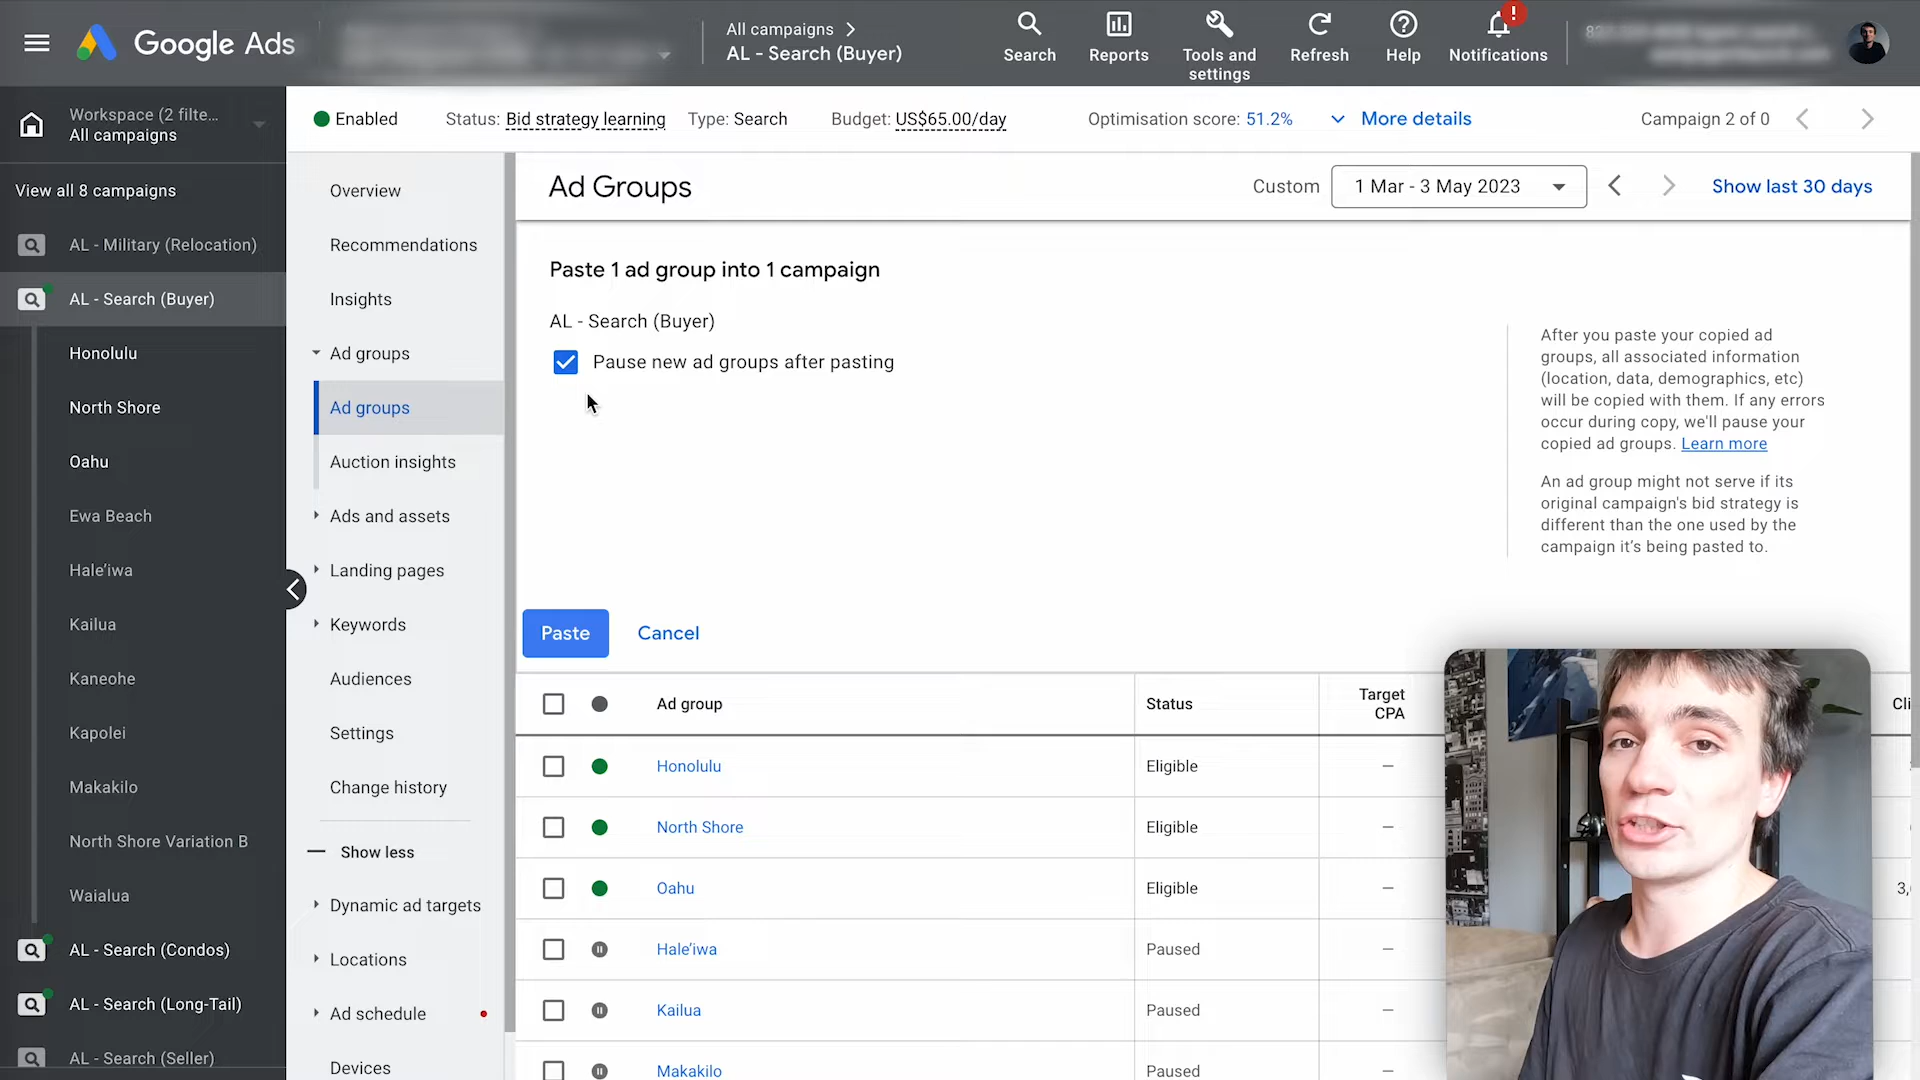 Google Ads
All campaigns
AL - Search (Buyer)
Search
Reports
Tools and
settings
Refresh
Help
Notifications
!
Workspace (2 filte...
All campaigns
View all 8 campaigns
AL - Military (Relocation)
AL - Search (Buyer)
Honolulu
North Shore
Oahu
Ewa Beach
Hale'iwa
Kailua
Kaneohe
Kapolei
Makakilo
North Shore Variation B
Waialua
AL - Search (Condos)
AL - Search (Long-Tail)
AL - Search (Seller)
Enabled
Status: Bid strategy learning
Type: Search
Budget: US$65.00/day
Optimisation score: 51.2%
More details
Campaign 2 of 0
Overview
Recommendations
Insights
Ad groups
Ad groups
Auction insights
Ads and assets
Landing pages
Keywords
Audiences
Settings
Change history
Show less
Dynamic ad targets
Locations
Ad schedule
Devices
Ad Groups
Custom
1 Mar - 3 May 2023
Show last 30 days
Paste 1 ad group into 1 campaign
AL - Search (Buyer)
Pause new ad groups after pasting
After you paste your copied ad
groups, all associated information
(location, data, demographics, etc)
will be copied with them. If any errors
occur during copy, we'll pause your
copied ad groups. Learn more
An ad group might not serve if its
original campaign's bid strategy is
different than the one used by the
campaign it's being pasted to.
Paste
Cancel
Ad group
Status
Target
CPA
Cli
Honolulu
Eligible
—
North Shore
Eligible
—
Oahu
Eligible
—
3,
Hale'iwa
Paused
—
Kailua
Paused
—
Makakilo
Paused
—